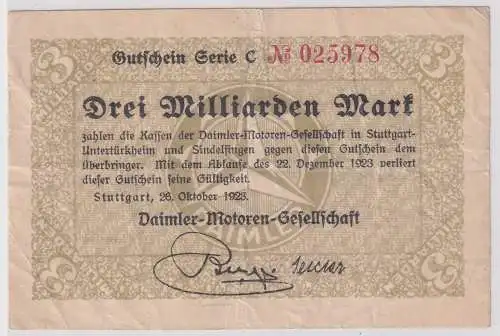 Gutschein Serie C № 025978
Drei Milliarden Mark
zahlen die Kassen der Daimler-Motoren-Gesellschaft in Stuttgart-
Untertürkheim und Sindelfingen gegen diesen Gutschein dem
Überbringer. Mit dem Ablaufe des 22. Dezember 1923 verliert
dieser Gutschein seine Gültigkeit.
Stuttgart, 26. Oktober 1923.
Daimler-Motoren-Gesellschaft
DAIMLER
3
3
3
3